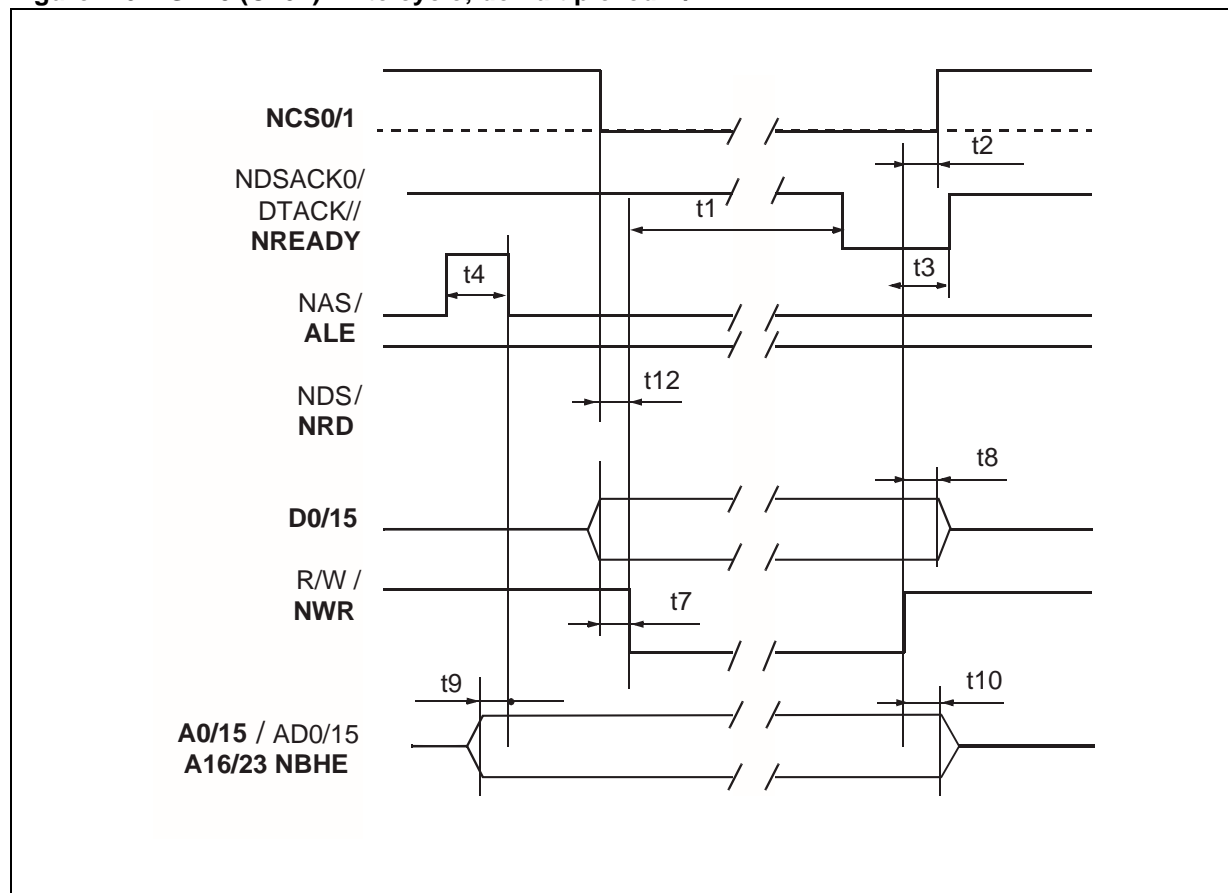 NCS0/1
t2
NDSACK0/
DTACK//
NREADY
t1
t3
t4
NAS/
ALE
t12
NDS/
NRD
t8
D0/15
R/W /
NWR
t7
t9
t10
A0/15 / AD0/15
A16/23 NBHE